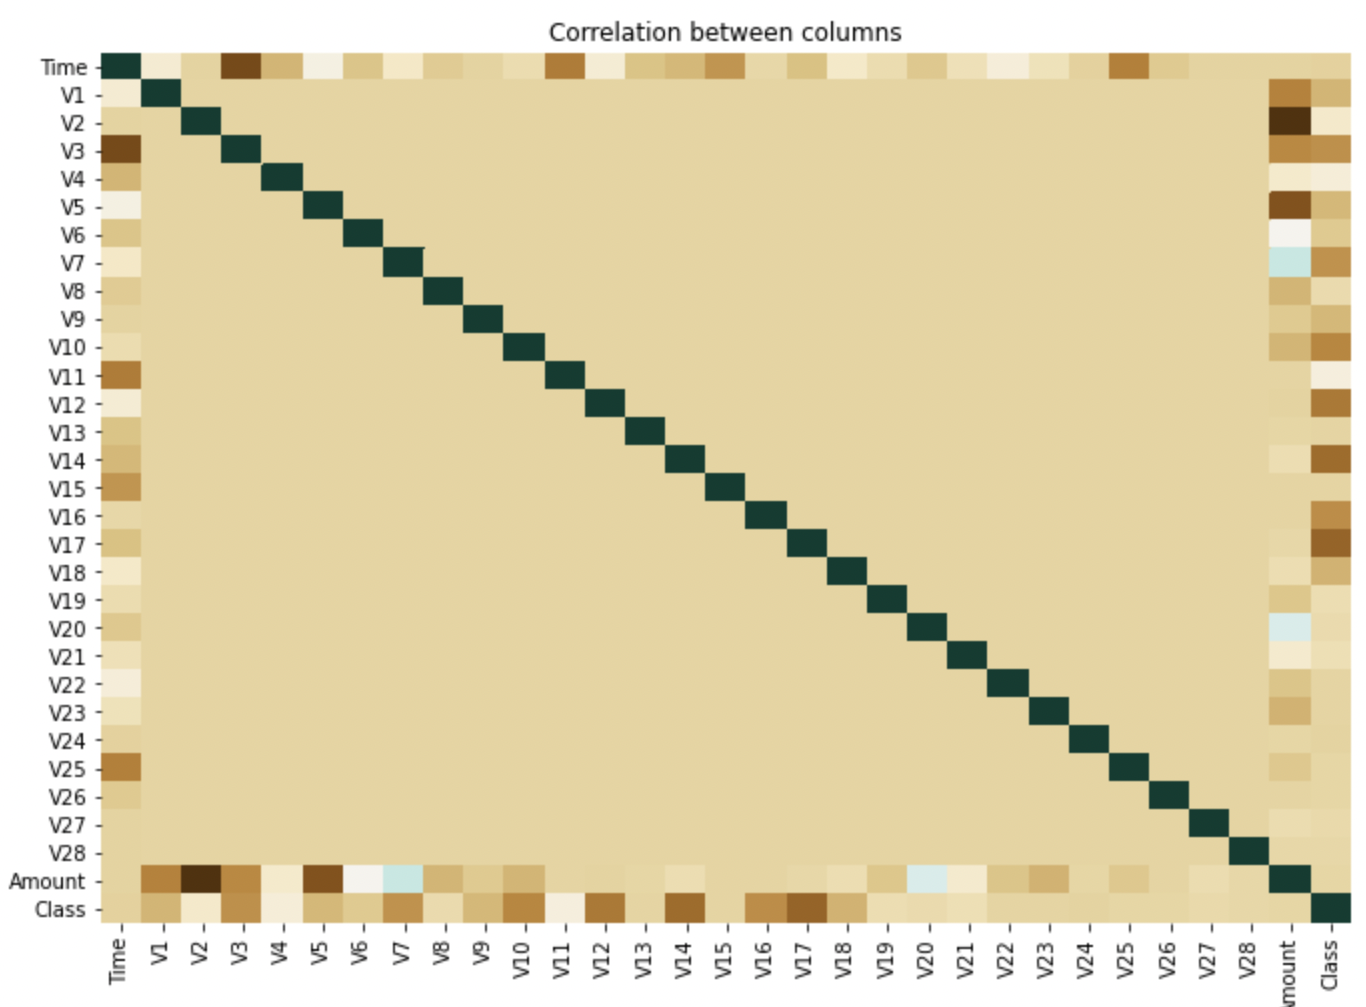 Correlation between columns
Time
V1
V2
V3
V4
V5
V6
V7
V8
V9
V10
V11
V12
V13
V14
V15
V16
V17
V18
V19
V20
V21
V22
V23
V24
V25
V26
V27
V28
Amount
Class
Time
V1
V2
V3
V4
V5
V6
V7
V8
V9
V10
V11
V12
V13
V14
V15
V16
V17
V18
V19
V20
V21
V22
V23
V24
V25
V26
V27
V28
mount
Class